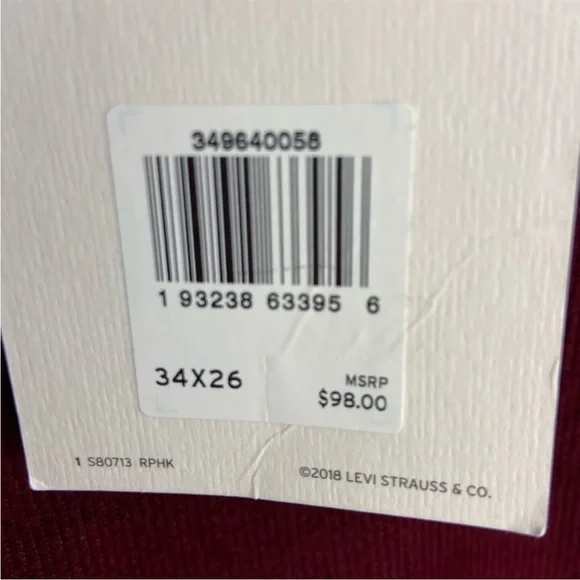 349640058
1 93238 63395 6
34X26
MSRP
$98.00
1 S80713 RPHK
©2018 LEVI STRAUSS & CO.